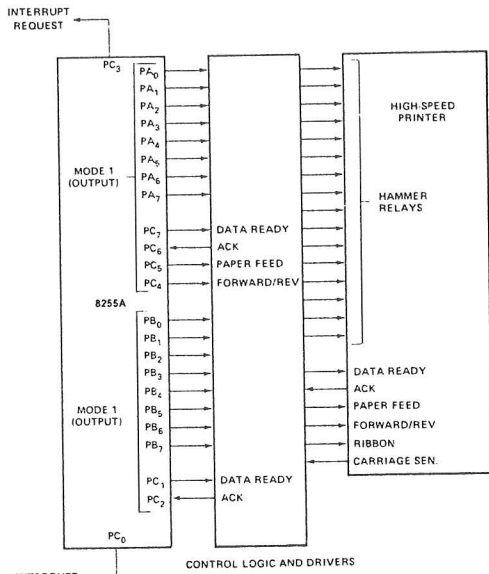 INTERRUPT
REQUEST
PC3
PA0
PA1
PA2
PA3
PA4
PA5
PA6
PA7
MODE 1
(OUTPUT)
PC7
PC6
PC5
PC4
8255A
PB0
PB1
PB2
PB3
PB4
PB5
PB6
PB7
MODE 1
(OUTPUT)
PC1
PC2
PC0
DATA READY
ACK
PAPER FEED
FORWARD/REV
DATA READY
ACK
CONTROL LOGIC AND DRIVERS
HIGH-SPEED
PRINTER
HAMMER
RELAYS
DATA READY
ACK
PAPER FEED
FORWARD/REV
RIBBON
CARRIAGE SEN.